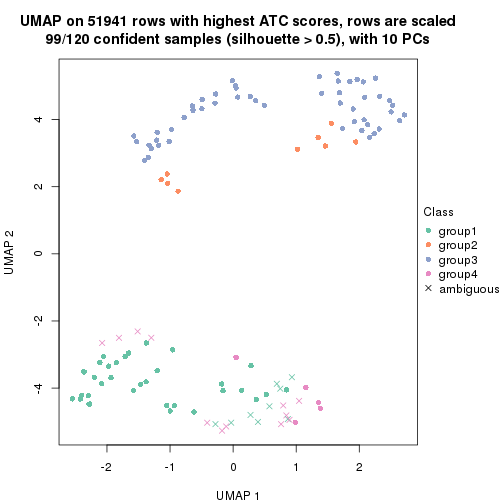 UMAP on 51941 rows with highest ATC scores, rows are scaled
99/120 confident samples (silhouette > 0.5), with 10 PCs
4
2
0
-2
-4
UMAP 2
-2
-1
0
1
2
UMAP 1
Class
group1
group2
group3
group4
ambiguous